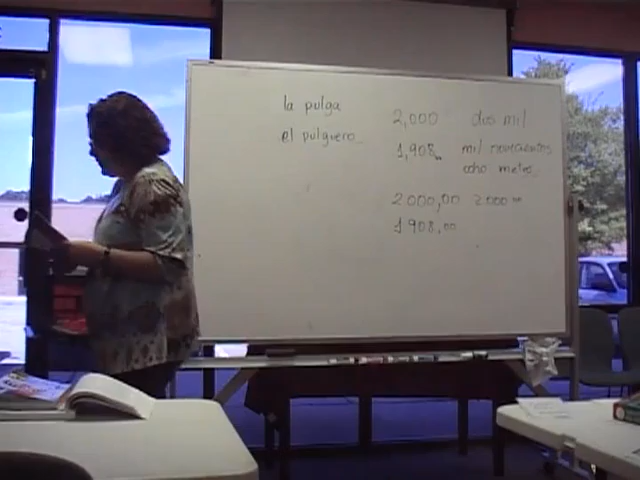 la pulga
el pulguero
2,000 dos mil
1,908 mil novecientos
ocho metros
2.000,00 2.000 00
1.908,00